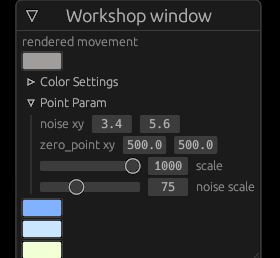 Workshop window
rendered movement
Color Settings
Point Param
noise xy 3.4 5.6
zero_point xy 500.0 500.0
1000 scale
75 noise scale